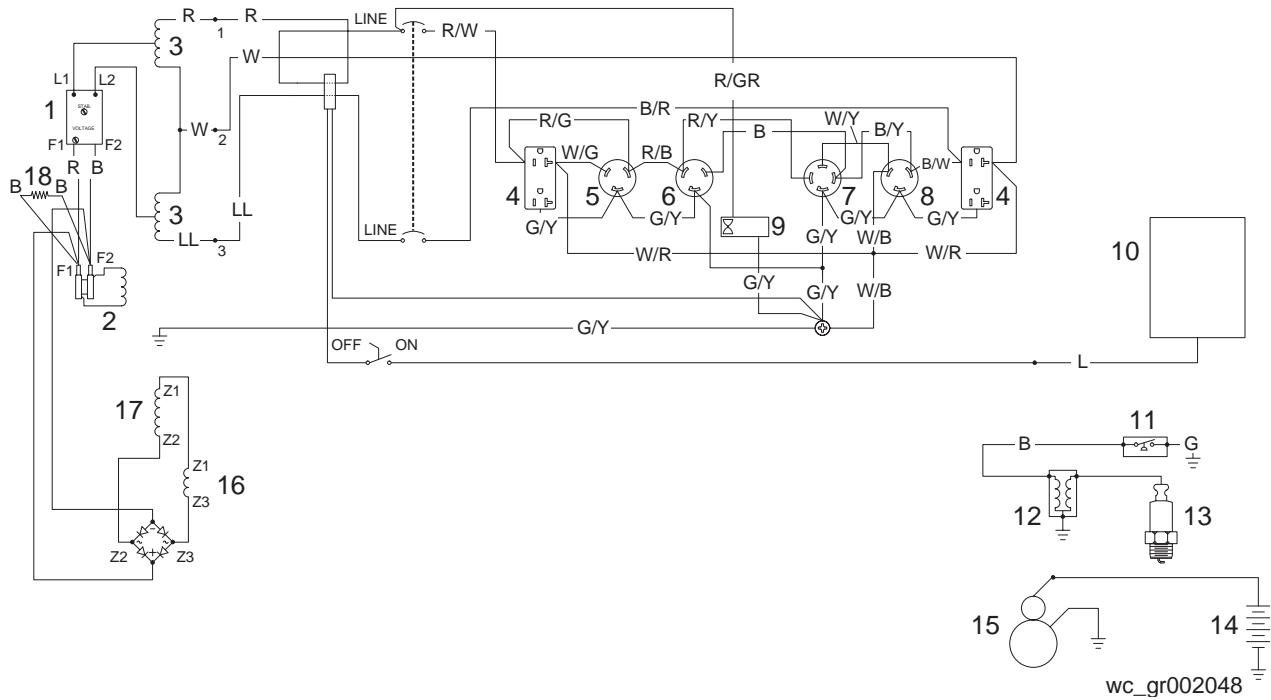 R R LINE R/W
1
3
W
L1 L2
R/GR
1
STAB.
VOLTAGE
F1 F2
R B
W
2
B/R
R/G R/Y B W/Y B/Y
W/G R/B B/W
4 5 6 7 8 4
B 18 B
3
LL
LL
3
LINE
G/Y G/Y G/Y G/Y
9
G/Y W/B
W/R W/R
10
F1 F2
G/Y G/Y W/B
2
G/Y
OFF ON
L
17
Z1
Z2
Z1
16
Z3
Z2 Z3
11
B G
12 13
15 14
wc_gr002048